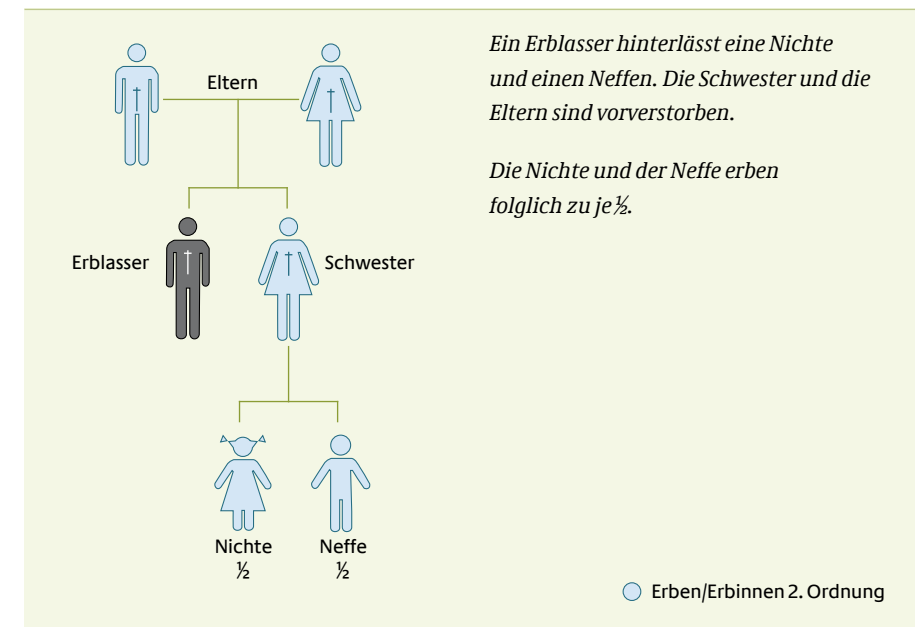 Ein Erblasser hinterlässt eine Nichte
und einen Neffen. Die Schwester und die
Eltern sind vorverstorben.
Die Nichte und der Neffe erben
folglich zu je ½.
Eltern
Erblasser
Schwester
Nichte
½
Neffe
½
Erben/Erbinnen 2. Ordnung